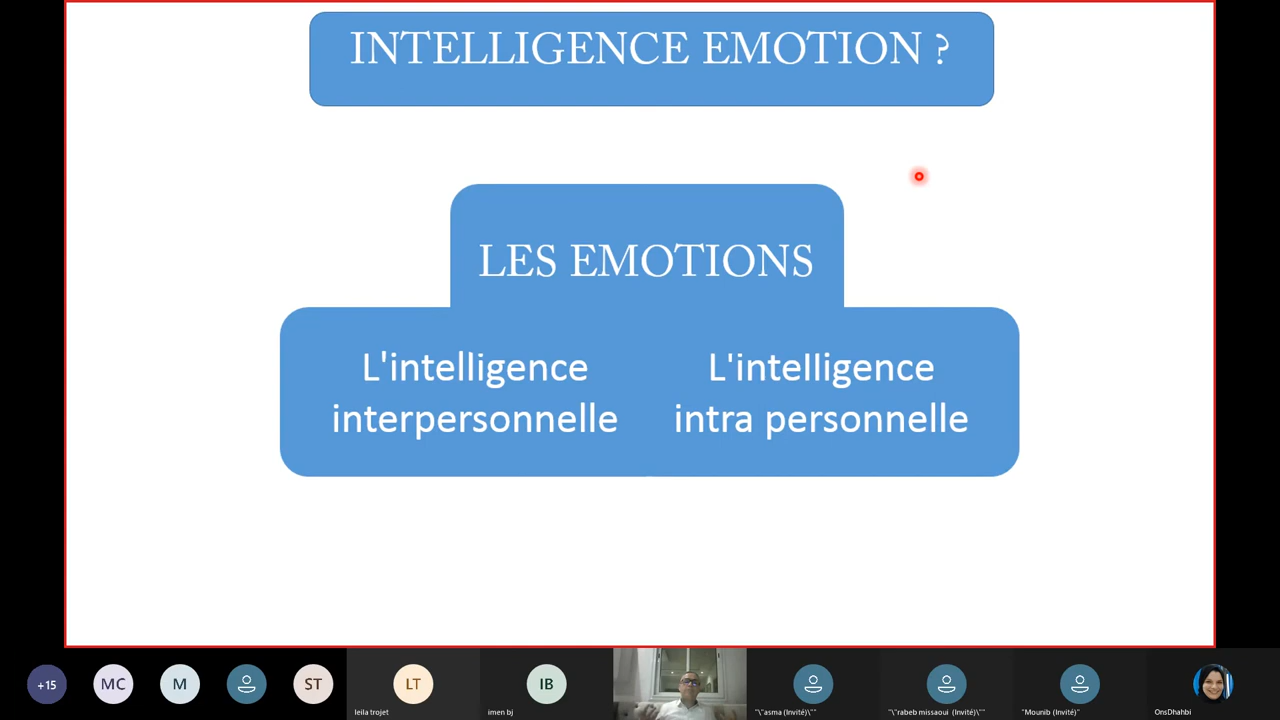 INTELLIGENCE EMOTION ?
LES EMOTIONS
L'intelligence
interpersonnelle
L'intelligence
intra personnelle
+15
MC
M
ST
LT
leila trojet
IB
imen bj
"\"asma (Invité)\""
"\"rabeb missaoui (Invité)\""
"Mounib (Invité)"
OnsDhahbi